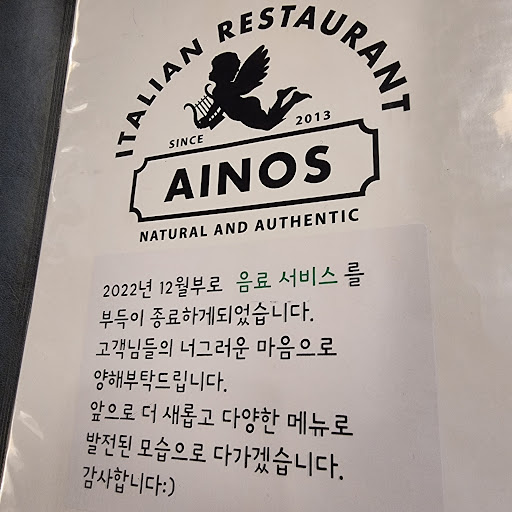 ITALIAN RESTAURANT
SINCE 2013
AINOS
NATURAL AND AUTHENTIC
2022년 12월부로 음료 서비스 를
부득이 종료하게되었습니다.
고객님들의 너그러운 마음으로
양해부탁드립니다.
앞으로 더 새롭고 다양한 메뉴로
발전된 모습으로 다가겠습니다.
감사합니다:)